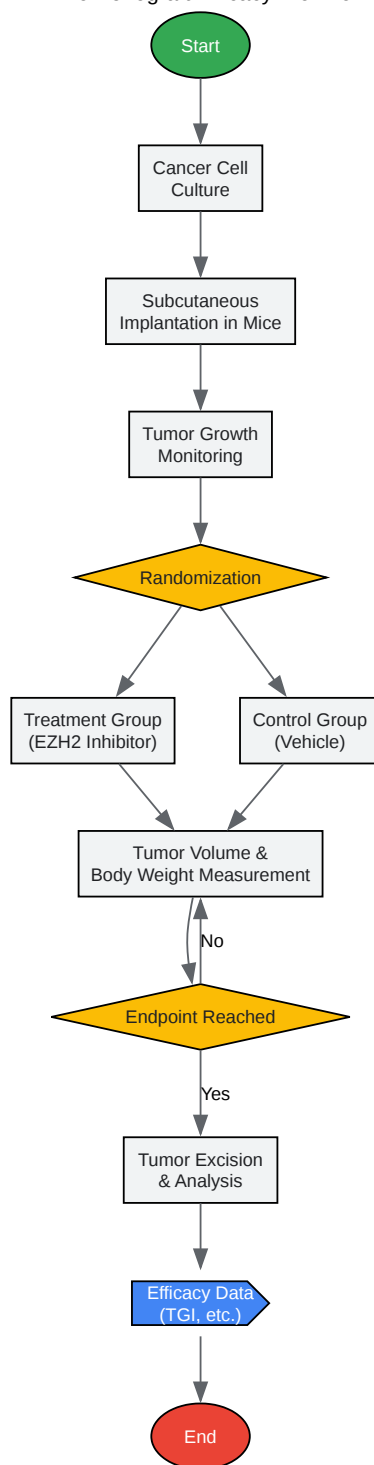 Start
Cancer Cell
Culture
Subcutaneous
Implantation in Mice
Tumor Growth
Monitoring
Randomization
Treatment Group
(EZH2 Inhibitor)
Control Group
(Vehicle)
Tumor Volume &
Body Weight Measurement
No
Endpoint Reached
Yes
Tumor Excision
& Analysis
Efficacy Data
(TGI, etc.)
End